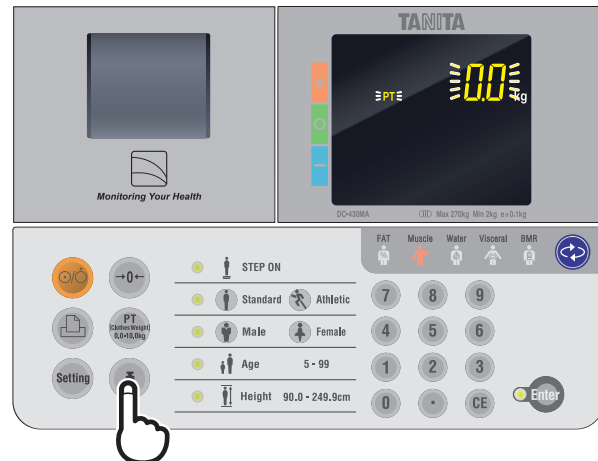 TANITA
PT
0.0
kg
Monitoring Your Health
DC-430MA
Max 270kg Min 2kg e=0.1kg
FAT Muscle Water Visceral BMR
%
→0←
STEP ON
Standard Athletic
7 8 9
PT
(Clothes Weight)
0.0-10.0kg
Male Female
4 5 6
Setting
Age 5 - 99
1 2 3
Height 90.0 - 249.9cm
0 · CE
Enter